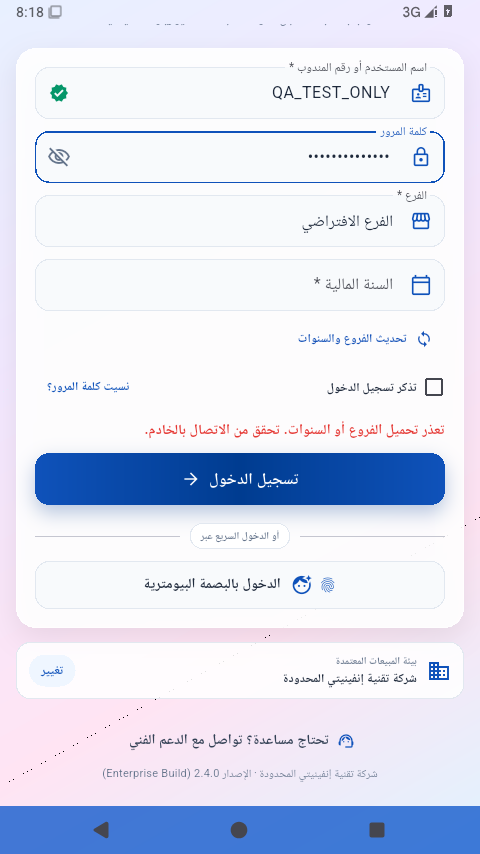 8:18 3G
اسم المستخدم أو رقم المندوب *
QA_TEST_ONLY
كلمة المرور
••••••••••••••
الفرع *
الفرع الافتراضي
السنة المالية *
تحديث الفروع والسنوات
تذكر تسجيل الدخول
نسيت كلمة المرور؟
تعذر تحميل الفروع أو السنوات. تحقق من الاتصال بالخادم.
تسجيل الدخول
أو الدخول السريع عبر
الدخول بالبصمة البيومترية
بيئة المبيعات المعتمدة
شركة تقنية إنفينيتي المحدودة
تغيير
تحتاج مساعدة؟ تواصل مع الدعم الفني
شركة تقنية إنفينيتي المحدودة · الإصدار 2.4.0 (Enterprise Build)